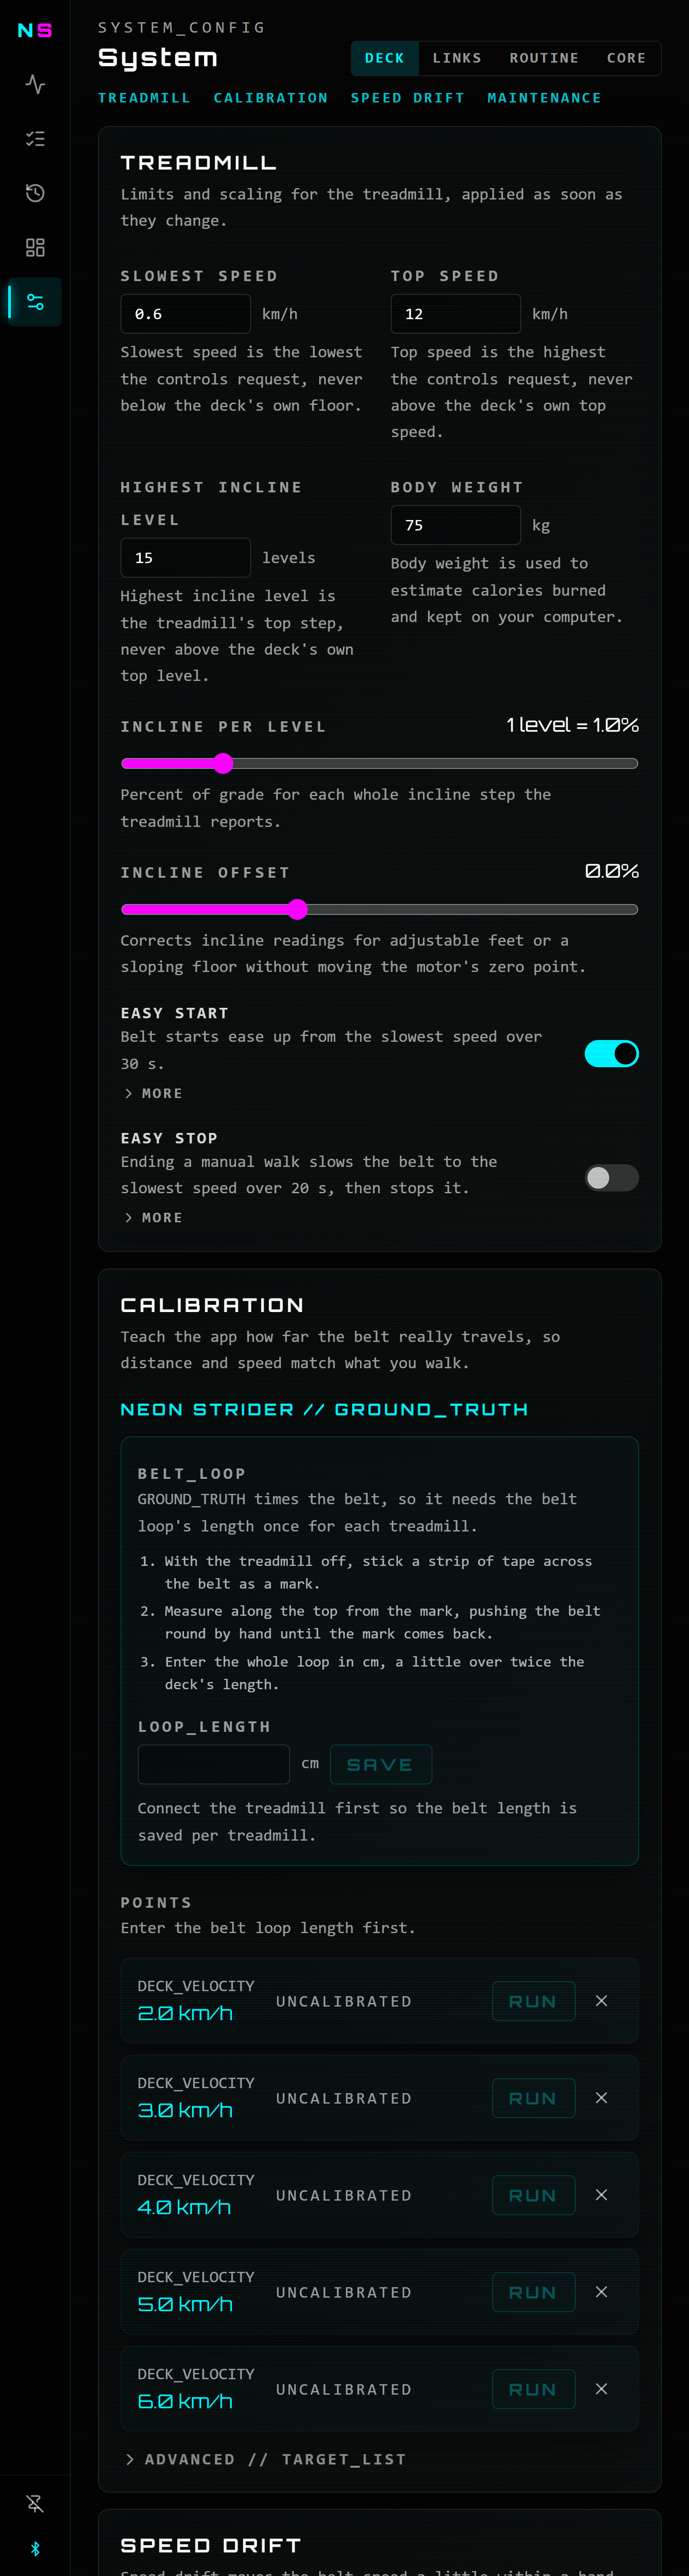 NS
SYSTEM_CONFIG
System
DECK LINKS ROUTINE CORE
TREADMILL CALIBRATION SPEED DRIFT MAINTENANCE
TREADMILL
Limits and scaling for the treadmill, applied as soon as
they change.
SLOWEST SPEED
0.6 km/h
Slowest speed is the lowest
the controls request, never
below the deck's own floor.
TOP SPEED
12 km/h
Top speed is the highest
the controls request, never
above the deck's own top
speed.
HIGHEST INCLINE
LEVEL
15 levels
Highest incline level is
the treadmill's top step,
never above the deck's own
top level.
BODY WEIGHT
75 kg
Body weight is used to
estimate calories burned
and kept on your computer.
INCLINE PER LEVEL 1 level = 1.0%
Percent of grade for each whole incline step the
treadmill reports.
INCLINE OFFSET 0.0%
Corrects incline readings for adjustable feet or a
sloping floor without moving the motor's zero point.
EASY START
Belt starts ease up from the slowest speed over
30 s.
MORE
EASY STOP
Ending a manual walk slows the belt to the
slowest speed over 20 s, then stops it.
MORE
CALIBRATION
Teach the app how far the belt really travels, so
distance and speed match what you walk.
NEON STRIDER // GROUND_TRUTH
BELT_LOOP
GROUND_TRUTH times the belt, so it needs the belt
loop's length once for each treadmill.
1. With the treadmill off, stick a strip of tape across
the belt as a mark.
2. Measure along the top from the mark, pushing the belt
round by hand until the mark comes back.
3. Enter the whole loop in cm, a little over twice the
deck's length.
LOOP_LENGTH
cm SAVE
Connect the treadmill first so the belt length is
saved per treadmill.
POINTS
Enter the belt loop length first.
DECK_VELOCITY
2.0 km/h UNCALIBRATED RUN
DECK_VELOCITY
3.0 km/h UNCALIBRATED RUN
DECK_VELOCITY
4.0 km/h UNCALIBRATED RUN
DECK_VELOCITY
5.0 km/h UNCALIBRATED RUN
DECK_VELOCITY
6.0 km/h UNCALIBRATED RUN
ADVANCED // TARGET_LIST
SPEED DRIFT
Speed drift moves the belt speed a little within a band